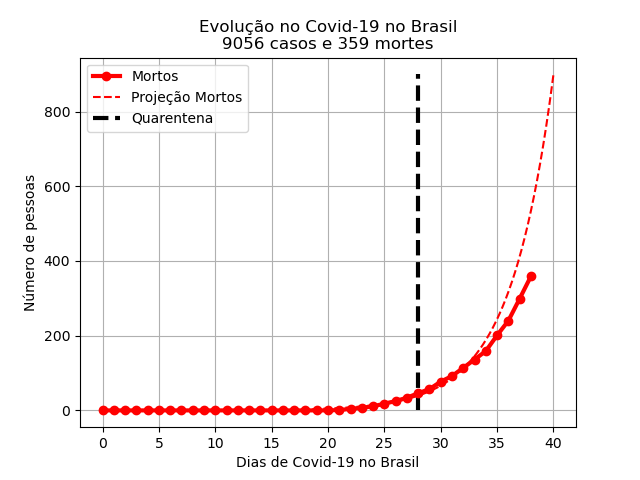 Evolução no Covid-19 no Brasil
9056 casos e 359 mortes
Mortos
Projeção Mortos
Quarentena
Número de pessoas
800
600
400
200
0
0 5 10 15 20 25 30 35 40
Dias de Covid-19 no Brasil